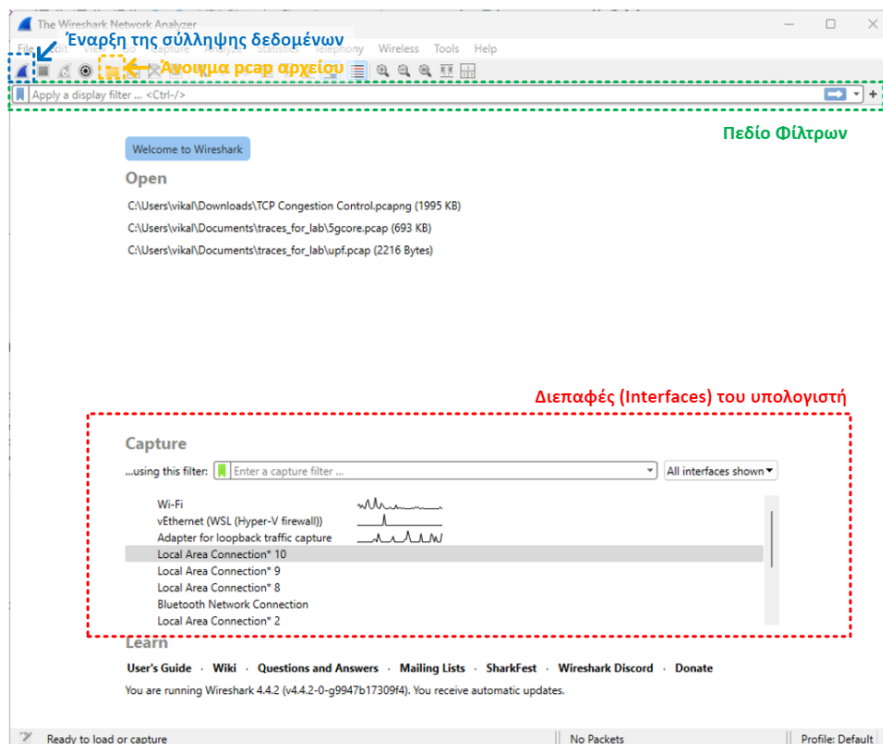 The Wireshark Network Analyzer
File Edit View Go Capture Analyze Statistics Telephony Wireless Tools Help
Έναρξη της σύλληψης δεδομένων
Άνοιγμα pcap αρχείου
Apply a display filter ... <Ctrl-/>
+
Πεδίο Φίλτρων
Welcome to Wireshark
Open
C:\Users\vikal\Downloads\TCP Congestion Control.pcapng (1995 KB)
C:\Users\vikal\Documents\traces_for_lab\5gcore.pcap (693 KB)
C:\Users\vikal\Documents\traces_for_lab\upf.pcap (2216 Bytes)
Διεπαφές (Interfaces) του υπολογιστή
Capture
...using this filter: Enter a capture filter ... All interfaces shown
Wi-Fi
vEthernet (WSL (Hyper-V firewall))
Adapter for loopback traffic capture
Local Area Connection* 10
Local Area Connection* 9
Local Area Connection* 8
Bluetooth Network Connection
Local Area Connection* 2
Learn
User's Guide · Wiki · Questions and Answers · Mailing Lists · SharkFest · Wireshark Discord · Donate
You are running Wireshark 4.4.2 (v4.4.2-0-g9947b17309f4). You receive automatic updates.
Ready to load or capture No Packets Profile: Default